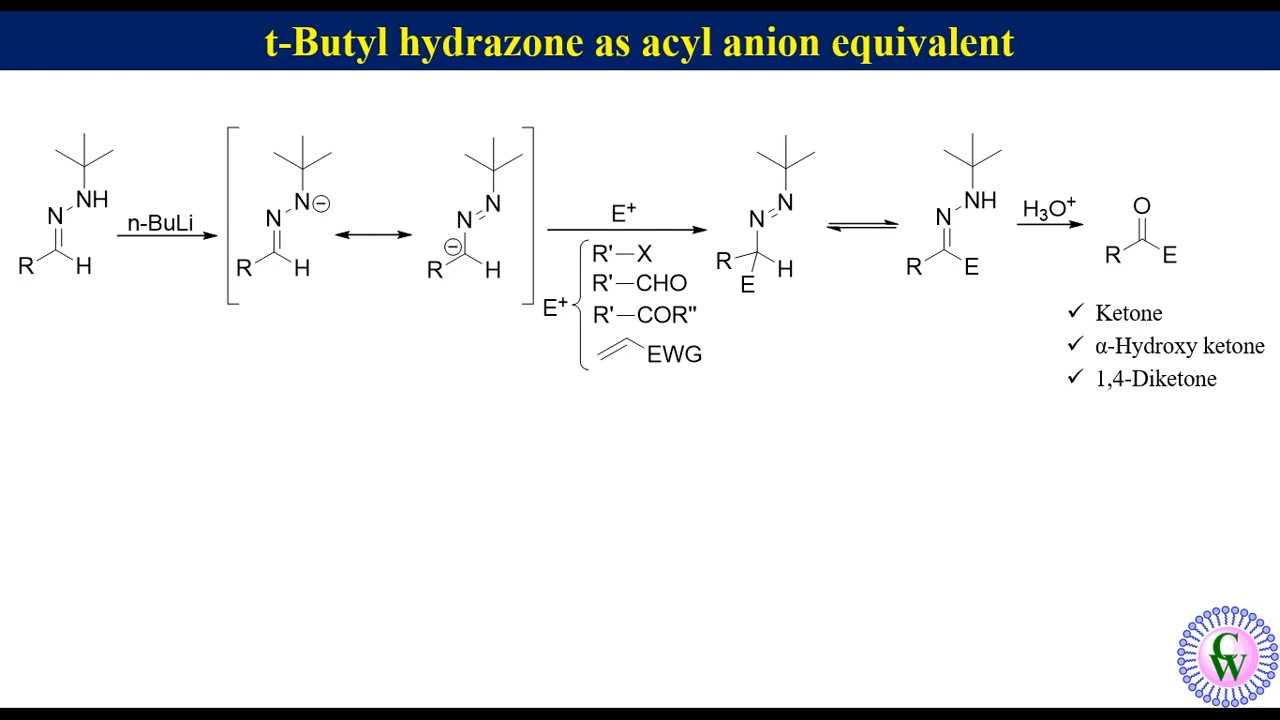 t-Butyl hydrazone as acyl anion equivalent
NH
N
R
H
n-BuLi
N⊖
N
R
H
N
N
⊖
R
H
E⁺
E⁺
R'—X
R'—CHO
R'—COR"
EWG
N
N
R
H
E
NH
N
R
E
H₃O⁺
O
R
E
✓ Ketone
✓ α-Hydroxy ketone
✓ 1,4-Diketone
CW